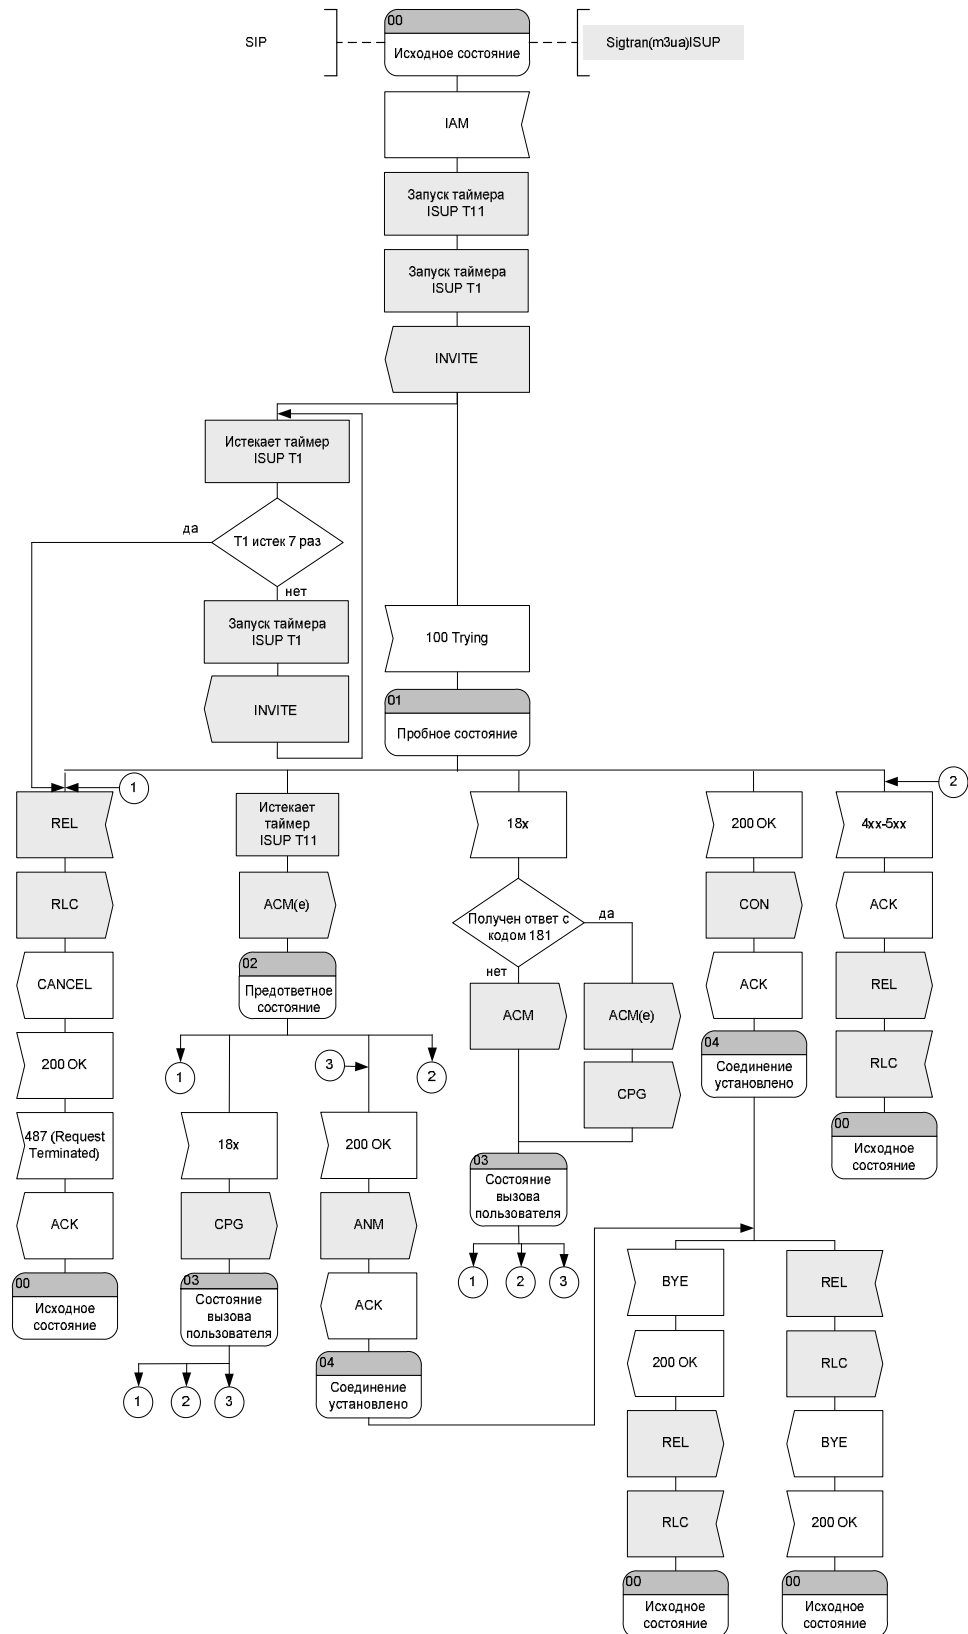 SIP
00
Исходное состояние
Sigtran(m3ua)ISUP
IAM
Запуск таймера
ISUP T11
Запуск таймера
ISUP T1
INVITE
Истекает таймер
ISUP T1
да
T1 истек 7 раз
нет
Запуск таймера
ISUP T1
INVITE
100 Trying
01
Пробное состояние
1
2
REL
RLC
CANCEL
200 OK
487 (Request
Terminated)
ACK
00
Исходное
состояние
Истекает
таймер
ISUP T11
ACM(e)
02
Предответное
состояние
1
3
2
18x
CPG
03
Состояние
вызова
пользователя
1
2
3
200 OK
ANM
ACK
04
Соединение
установлено
18x
Получен ответ с
кодом 181
да
нет
ACM
ACM(e)
CPG
03
Состояние
вызова
пользователя
1
2
3
200 OK
CON
ACK
04
Соединение
установлено
4xx-5xx
ACK
REL
RLC
00
Исходное
состояние
BYE
200 OK
REL
RLC
00
Исходное
состояние
REL
RLC
BYE
200 OK
00
Исходное
состояние